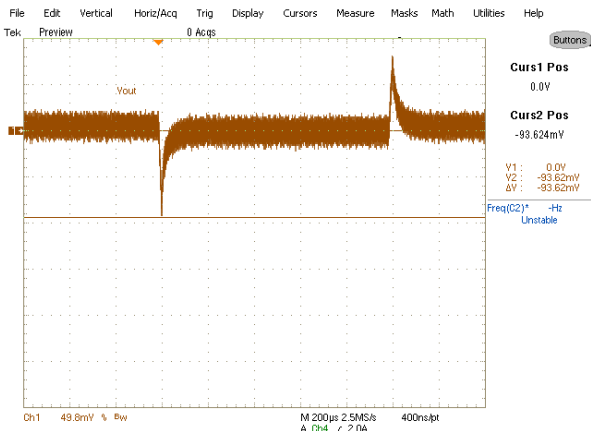 File Edit Vertical Horiz/Acq Trig Display Cursors Measure Masks Math Utilities Help
Tek Preview 0 Acqs
Buttons
Curs1 Pos
0.0V
Curs2 Pos
-93.624mV
V1 : 0.0V
V2 : -93.62mV
ΔV : -93.62mV
Freq(C2)* -Hz
Unstable
Vout
Ch1 49.8mV % Bw M 200µs 2.5MS/s 400ns/pt
A Ch4 / 2.0A